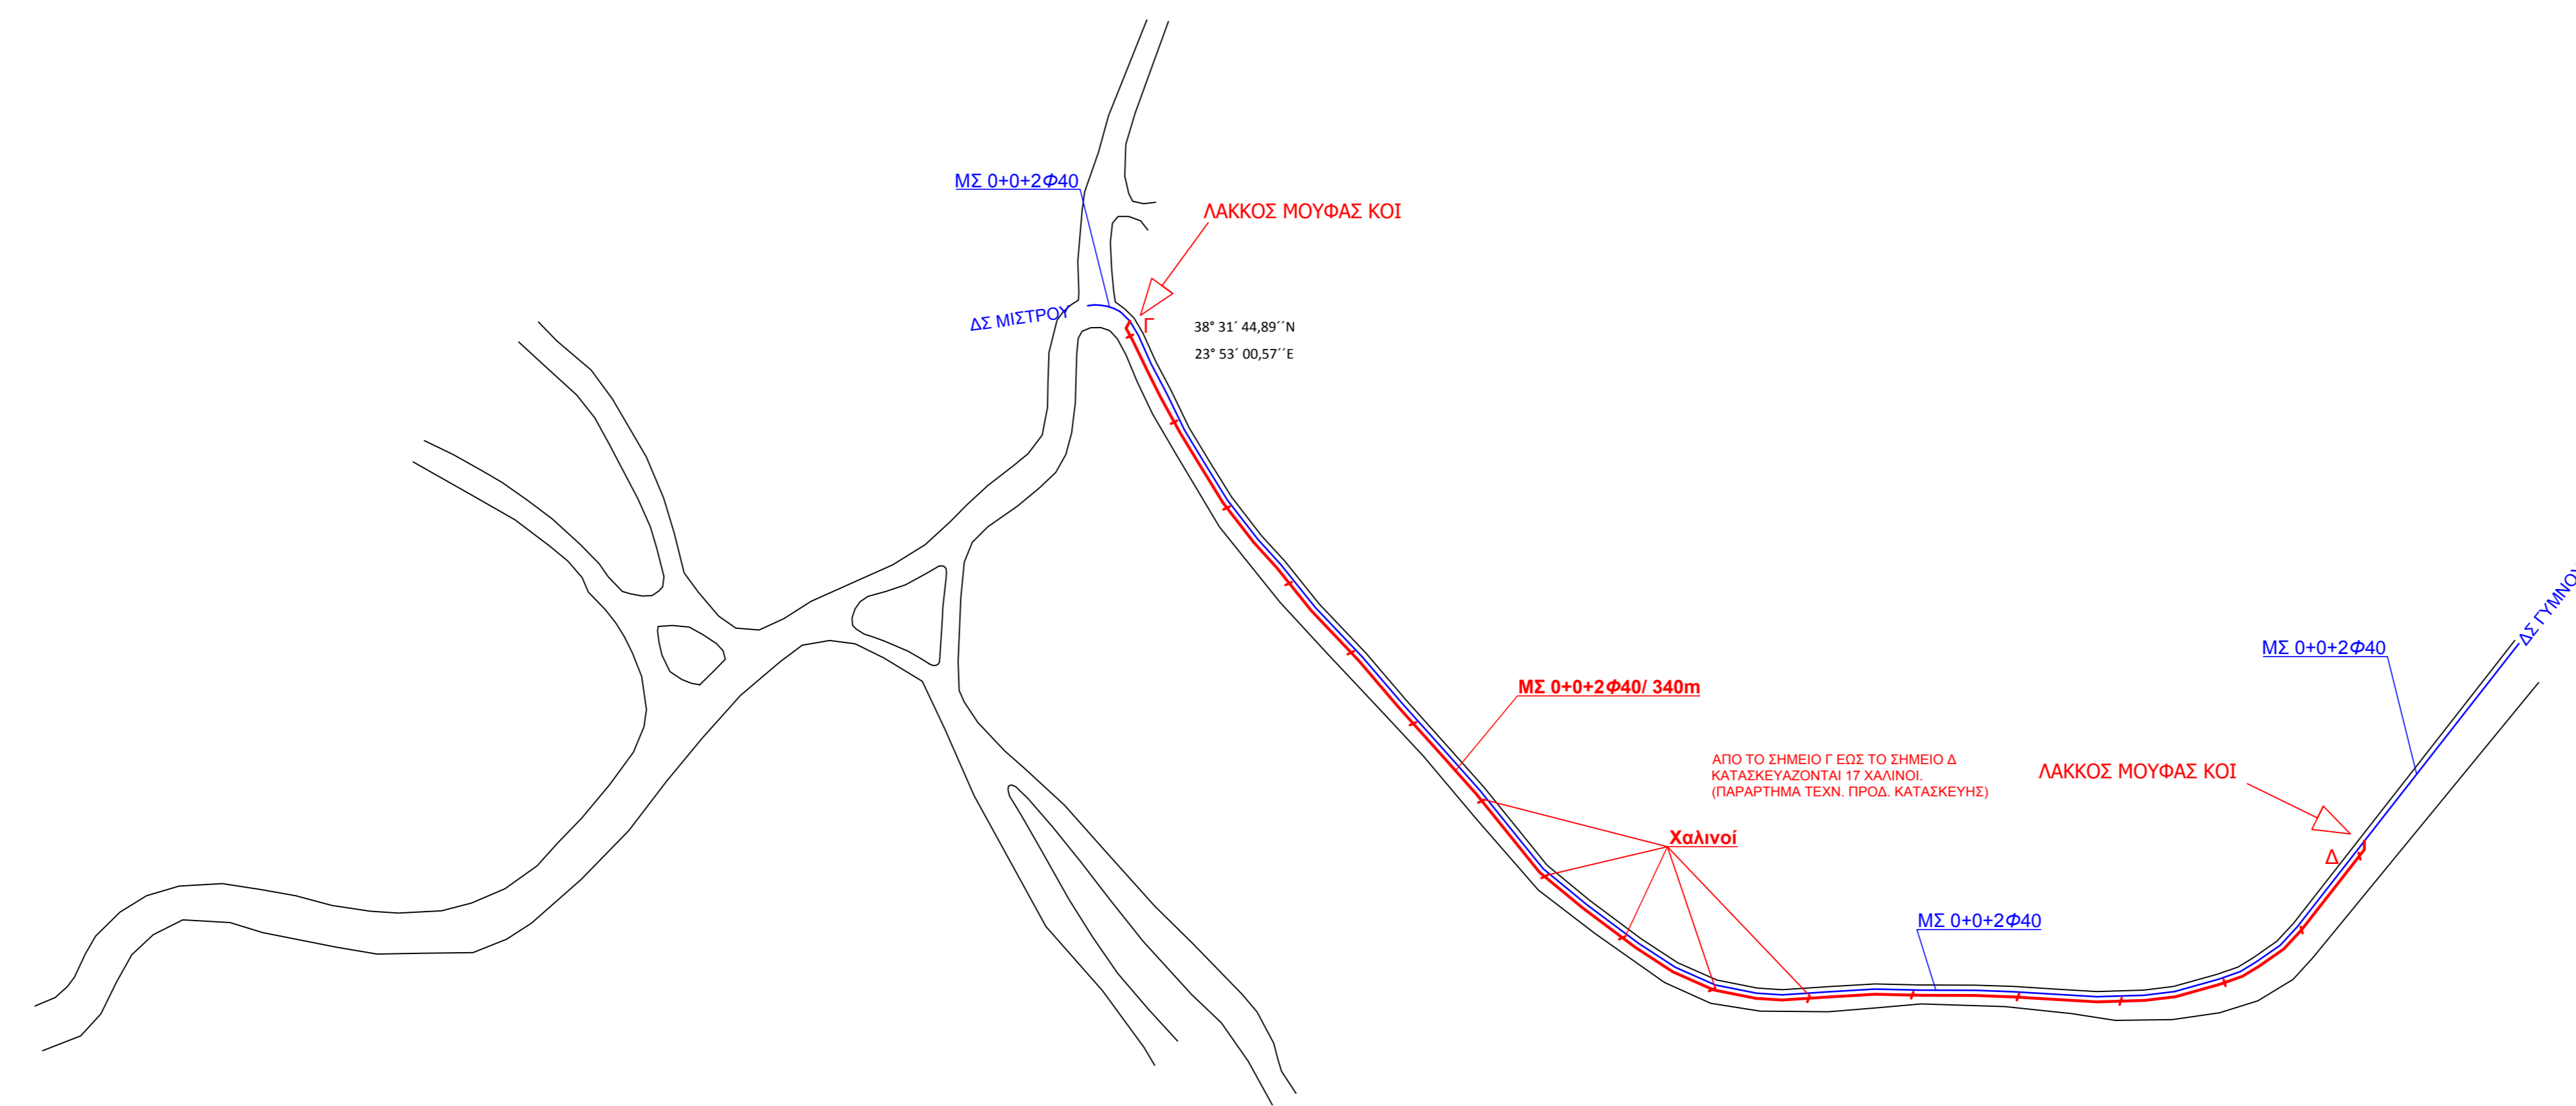 ΜΣ 0+0+2Φ40
ΛΑΚΚΟΣ ΜΟΥΦΑΣ ΚΟΙ
ΔΣ ΜΙΣΤΡΟΥ
Γ
38° 31΄ 44,89΄΄N
23° 53΄ 00,57΄΄E
ΔΣ ΓΥΜΝΟΥ
ΜΣ 0+0+2Φ40
ΜΣ 0+0+2Φ40/ 340m
ΑΠΟ ΤΟ ΣΗΜΕΙΟ Γ ΕΩΣ ΤΟ ΣΗΜΕΙΟ Δ
ΚΑΤΑΣΚΕΥΑΖΟΝΤΑΙ 17 ΧΑΛΙΝΟΙ.
(ΠΑΡΑΡΤΗΜΑ ΤΕΧΝ. ΠΡΟΔ. ΚΑΤΑΣΚΕΥΗΣ)
ΛΑΚΚΟΣ ΜΟΥΦΑΣ ΚΟΙ
Χαλινοί
Δ
ΜΣ 0+0+2Φ40